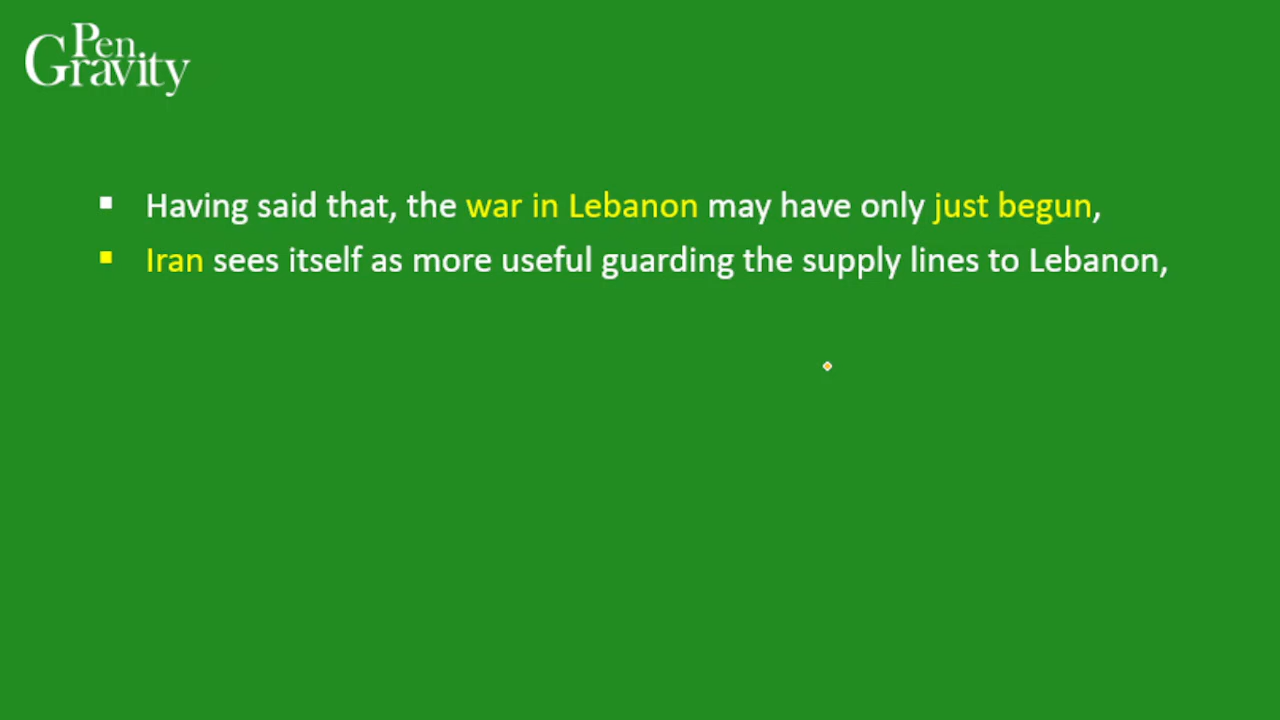 Pen
Gravity
▪ Having said that, the war in Lebanon may have only just begun,
▪ Iran sees itself as more useful guarding the supply lines to Lebanon,